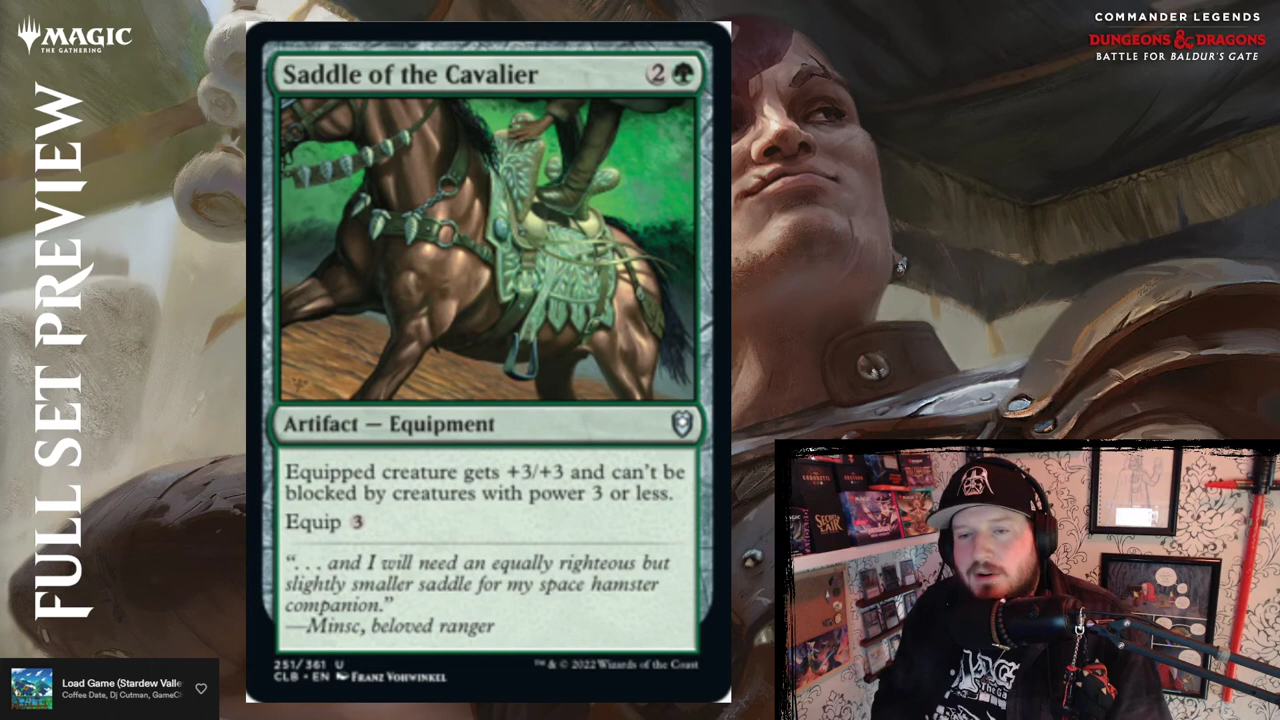 MAGIC
THE GATHERING
FULL SET PREVIEW
COMMANDER LEGENDS
DUNGEONS & DRAGONS
BATTLE FOR BALDUR'S GATE
Saddle of the Cavalier 2
Artifact — Equipment
Equipped creature gets +3/+3 and can't be
blocked by creatures with power 3 or less.
Equip 3
“. . . and I will need an equally righteous but
slightly smaller saddle for my space hamster
companion.”
—Minsc, beloved ranger
251/361 U
CLB • EN FRANZ VOHWINKEL
™ & © 2022 Wizards of the Coast
Load Game (Stardew Valle
Coffee Date, Dj Cutman, GameC
SECRET
LAIR